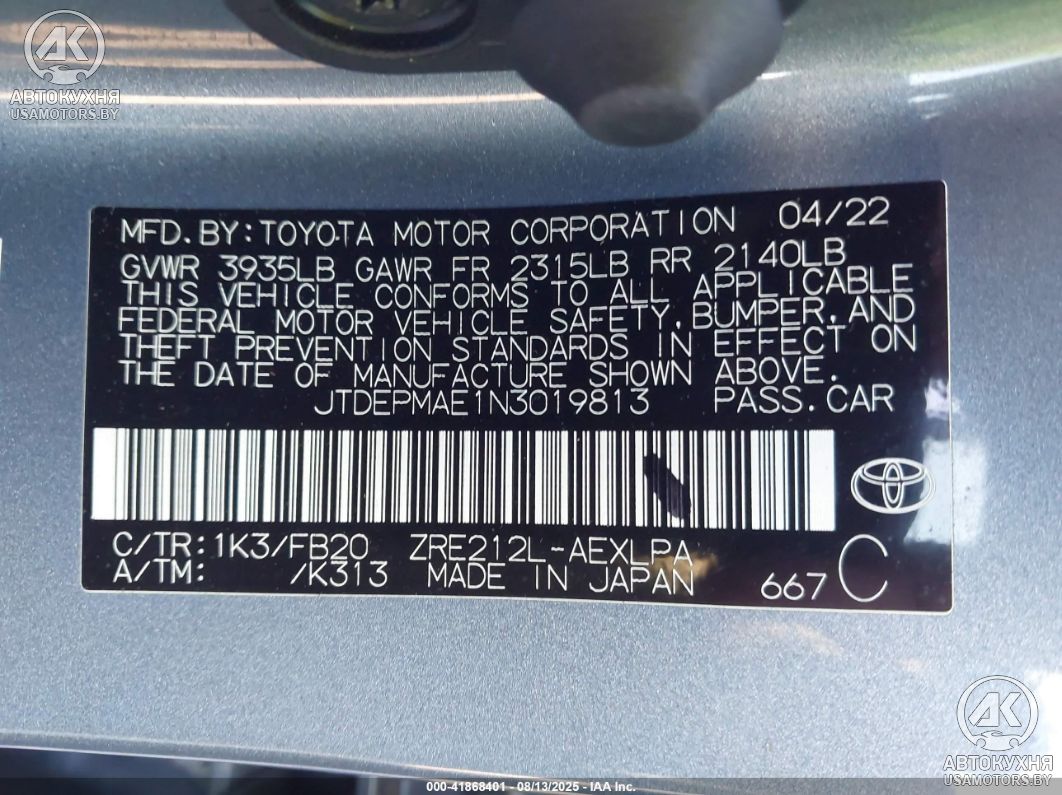 AK
АВТОКУХНЯ
USAMOTORS.BY
MFD.BY:TOYOTA MOTOR CORPORATION 04/22
GVWR 3935LB GAWR FR 2315LB RR 2140LB
THIS VEHICLE CONFORMS TO ALL APPLICABLE
FEDERAL MOTOR VEHICLE SAFETY, BUMPER, AND
THEFT PREVENTION STANDARDS IN EFFECT ON
THE DATE OF MANUFACTURE SHOWN ABOVE.
JTDEPMAE1N3019813 PASS.CAR
C/TR:1K3/FB20 ZRE212L-AEXLPA
A/TM: /K313 MADE IN JAPAN 667 C
AK
АВТОКУХНЯ
USAMOTORS.BY
000-41868401 - 08/13/2025 - IAA Inc.